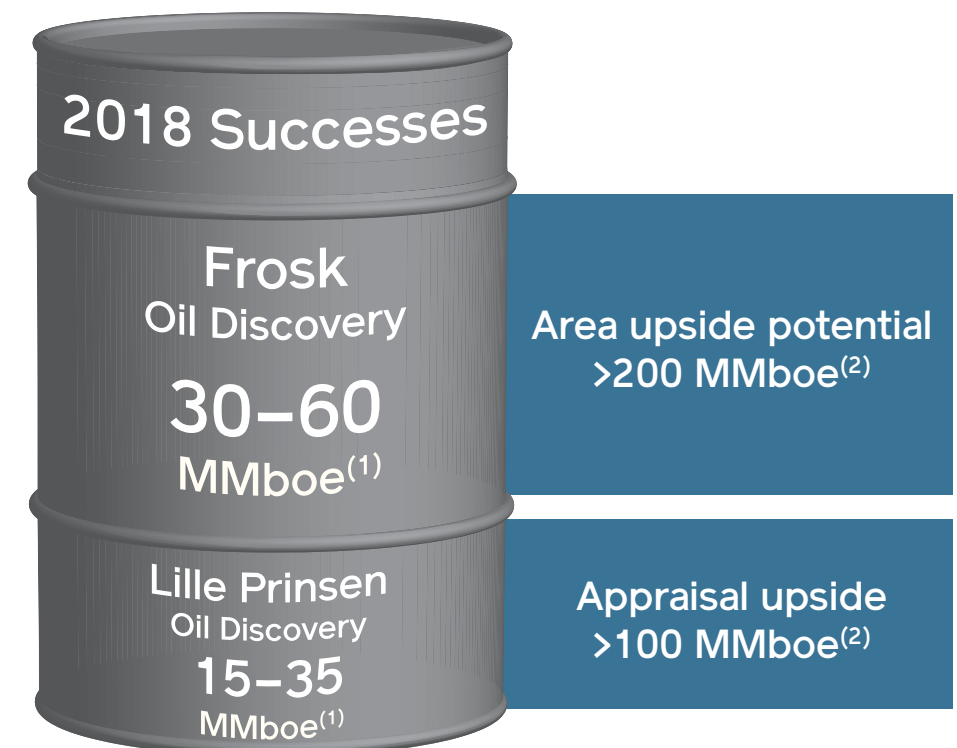 2018 Successes
Frosk
Oil Discovery
30–60
MMboe(1)
Area upside potential
>200 MMboe(2)
Lille Prinsen
Oil Discovery
15–35
MMboe(1)
Appraisal upside
>100 MMboe(2)